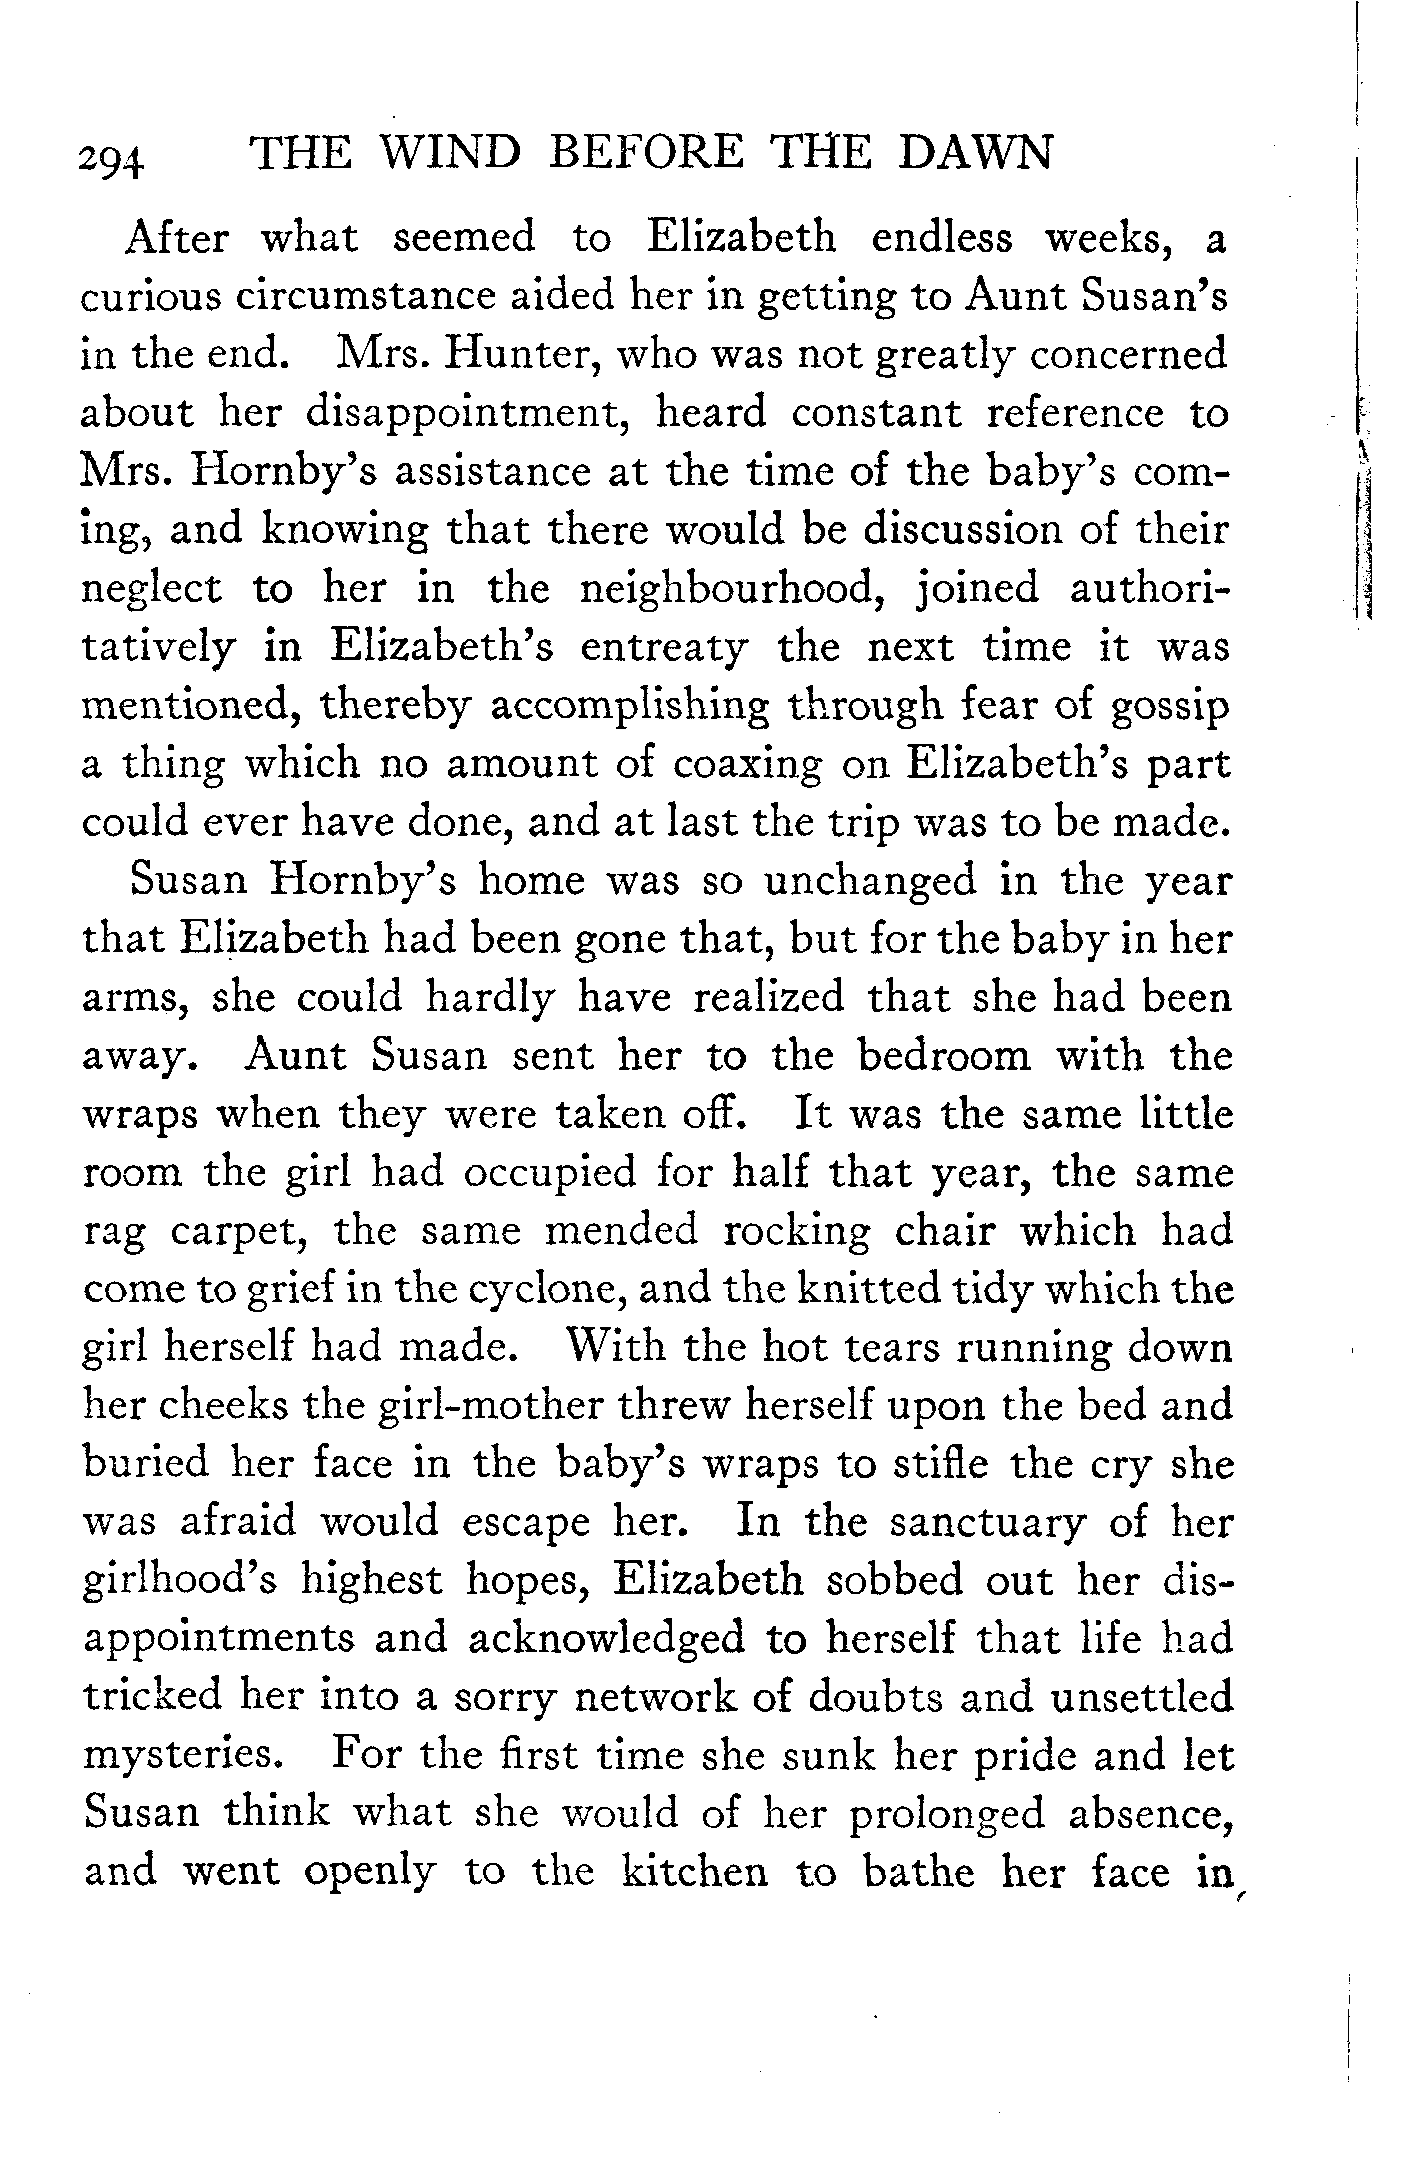 294 THE WIND BEFORE THE DAWN
After what seemed to Elizabeth endless weeks, a
curious circumstance aided her in getting to Aunt Susan's
in the end. Mrs. Hunter, who was not greatly concerned
about her disappointment, heard constant reference to
Mrs. Hornby's assistance at the time of the baby's com-
ing, and knowing that there would be discussion of their
neglect to her in the neighbourhood, joined authori-
tatively in Elizabeth's entreaty the next time it was
mentioned, thereby accomplishing through fear of gossip
a thing which no amount of coaxing on Elizabeth's part
could ever have done, and at last the trip was to be made.
Susan Hornby's home was so unchanged in the year
that Elizabeth had been gone that, but for the baby in her
arms, she could hardly have realized that she had been
away. Aunt Susan sent her to the bedroom with the
wraps when they were taken off. It was the same little
room the girl had occupied for half that year, the same
rag carpet, the same mended rocking chair which had
come to grief in the cyclone, and the knitted tidy which the
girl herself had made. With the hot tears running down
her cheeks the girl-mother threw herself upon the bed and
buried her face in the baby's wraps to stifle the cry she
was afraid would escape her. In the sanctuary of her
girlhood's highest hopes, Elizabeth sobbed out her dis-
appointments and acknowledged to herself that life had
tricked her into a sorry network of doubts and unsettled
mysteries. For the first time she sunk her pride and let
Susan think what she would of her prolonged absence,
and went openly to the kitchen to bathe her face in